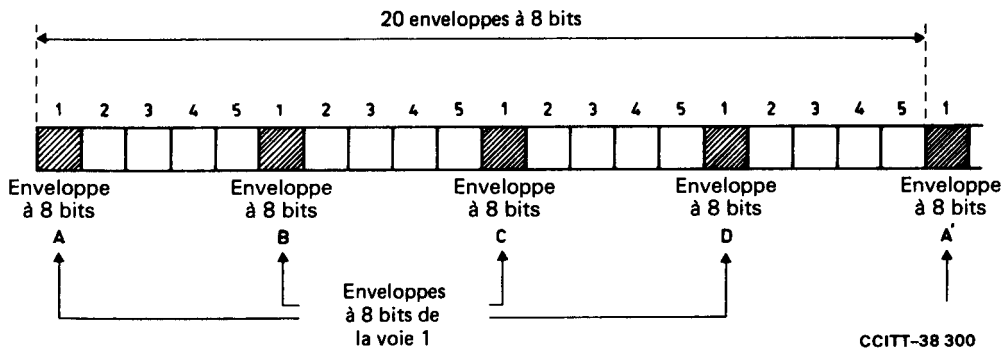 20 enveloppes à 8 bits
1 2 3 4 5 1 2 3 4 5 1 2 3 4 5 1 2 3 4 5 1
Enveloppe Enveloppe Enveloppe Enveloppe Enveloppe
à 8 bits à 8 bits à 8 bits à 8 bits à 8 bits
A B C D A'
Enveloppes
à 8 bits de
la voie 1
CCITT-38 300